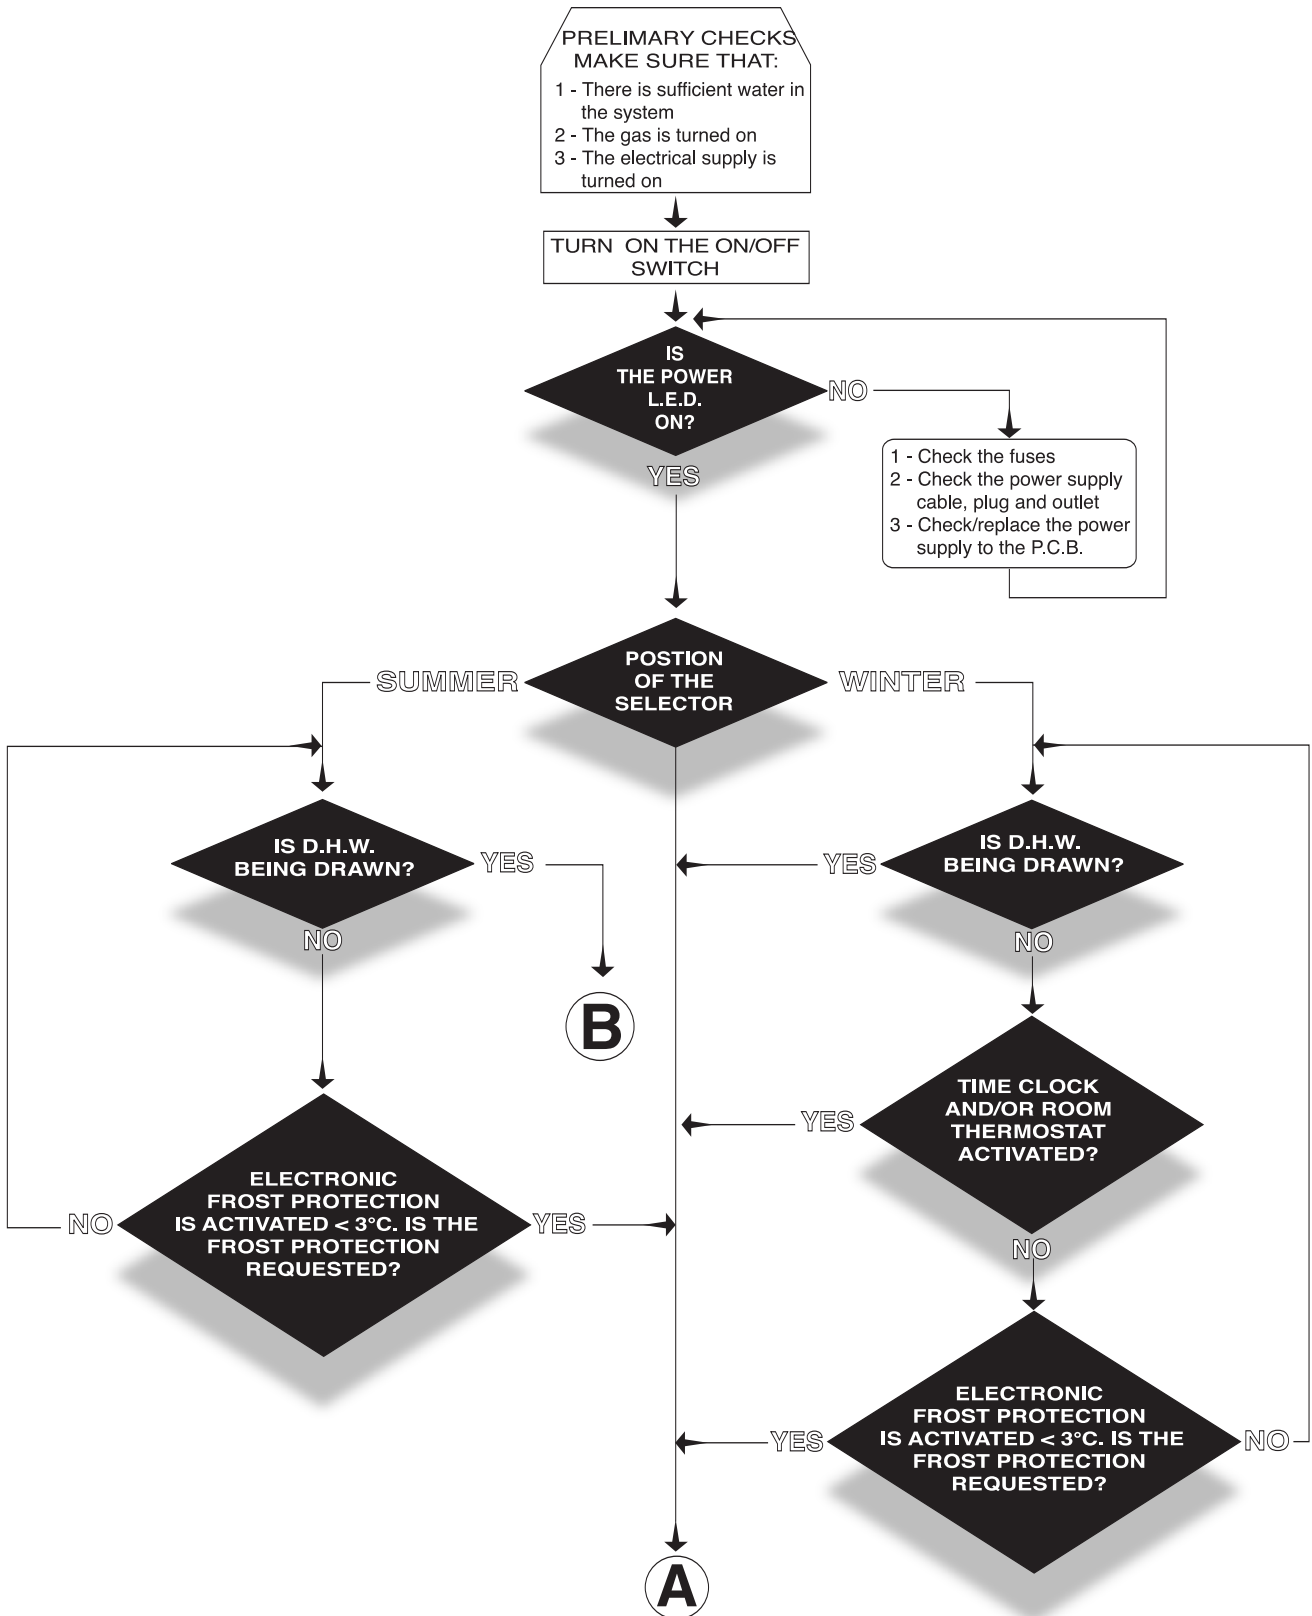 PRELIMARY CHECKS
MAKE SURE THAT:
1 - There is sufficient water in
the system
2 - The gas is turned on
3 - The electrical supply is
turned on
TURN ON THE ON/OFF
SWITCH
IS
THE POWER
L.E.D.
ON?
NO
YES
1 - Check the fuses
2 - Check the power supply
cable, plug and outlet
3 - Check/replace the power
supply to the P.C.B.
SUMMER
POSTION
OF THE
SELECTOR
WINTER
IS D.H.W.
BEING DRAWN?
YES
NO
B
YES
IS D.H.W.
BEING DRAWN?
NO
YES
TIME CLOCK
AND/OR ROOM
THERMOSTAT
ACTIVATED?
NO
NO
ELECTRONIC
FROST PROTECTION
IS ACTIVATED < 3°C. IS THE
FROST PROTECTION
REQUESTED?
YES
YES
ELECTRONIC
FROST PROTECTION
IS ACTIVATED < 3°C. IS THE
FROST PROTECTION
REQUESTED?
NO
A